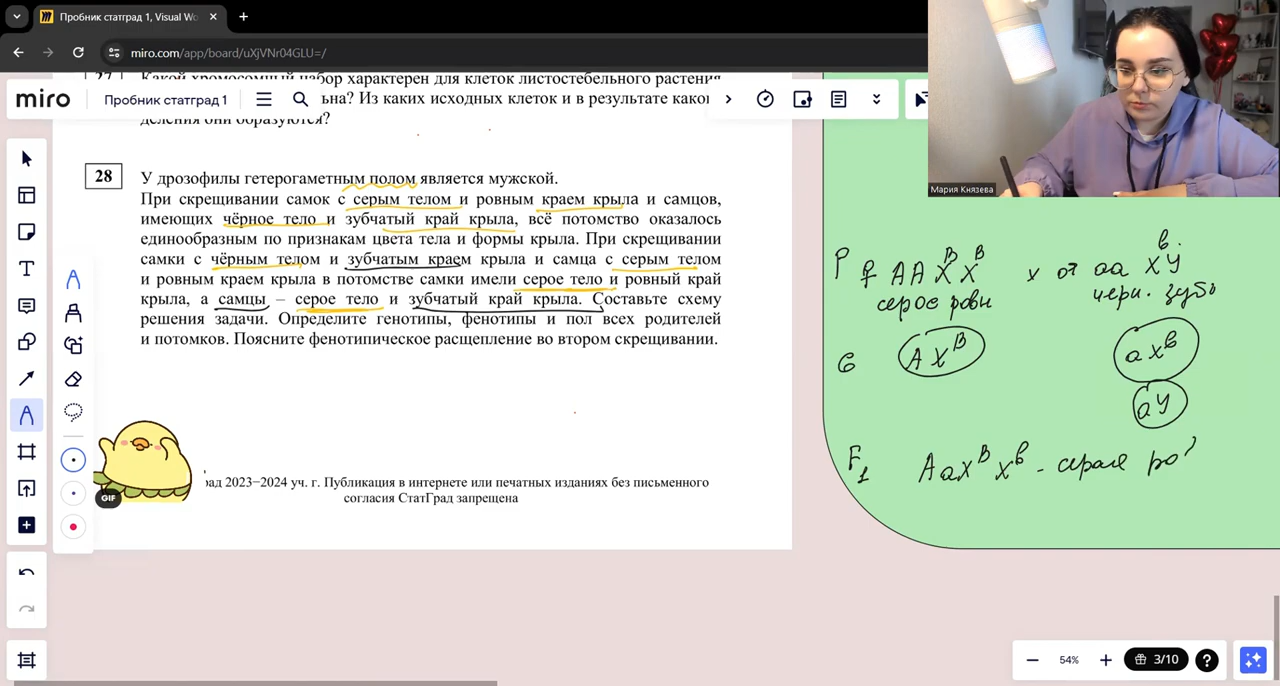 Пробник статград 1, Visual Wo
miro.com/app/board/uXjVNr04GLU=/
miro
Пробник статград 1
27
Какой хромосомный набор характерен для клеток листостебельного растения
ьна? Из каких исходных клеток и в результате како
деления они образуются?
28
У дрозофилы гетерогаметным полом является мужской.
При скрещивании самок с серым телом и ровным краем крыла и самцов,
имеющих чёрное тело и зубчатый край крыла, всё потомство оказалось
единообразным по признакам цвета тела и формы крыла. При скрещивании
самки с чёрным телом и зубчатым краем крыла и самца с серым телом
и ровным краем крыла в потомстве самки имели серое тело и ровный край
крыла, а самцы – серое тело и зубчатый край крыла. Составьте схему
решения задачи. Определите генотипы, фенотипы и пол всех родителей
и потомков. Поясните фенотипическое расщепление во втором скрещивании.
GIF
рад 2023−2024 уч. г. Публикация в интернете или печатных изданиях без письменного
согласия СтатГрад запрещена
Мария Князева
P ♀ AA X^B X^B x ♂ aa X^b Y
серое ровн черн. зубч
G AX^B aX^b
aY
F1 AaX^B X^b - серая ров
54%
3/10
?